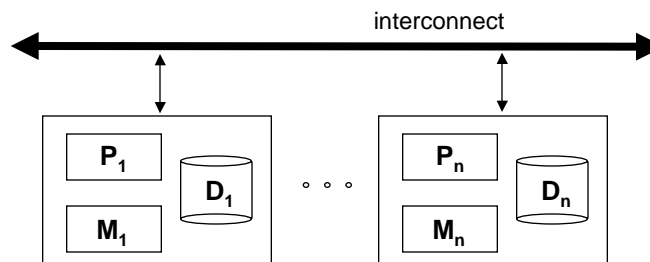 interconnect
P₁
D₁
M₁
° ° °
Pₙ
Dₙ
Mₙ